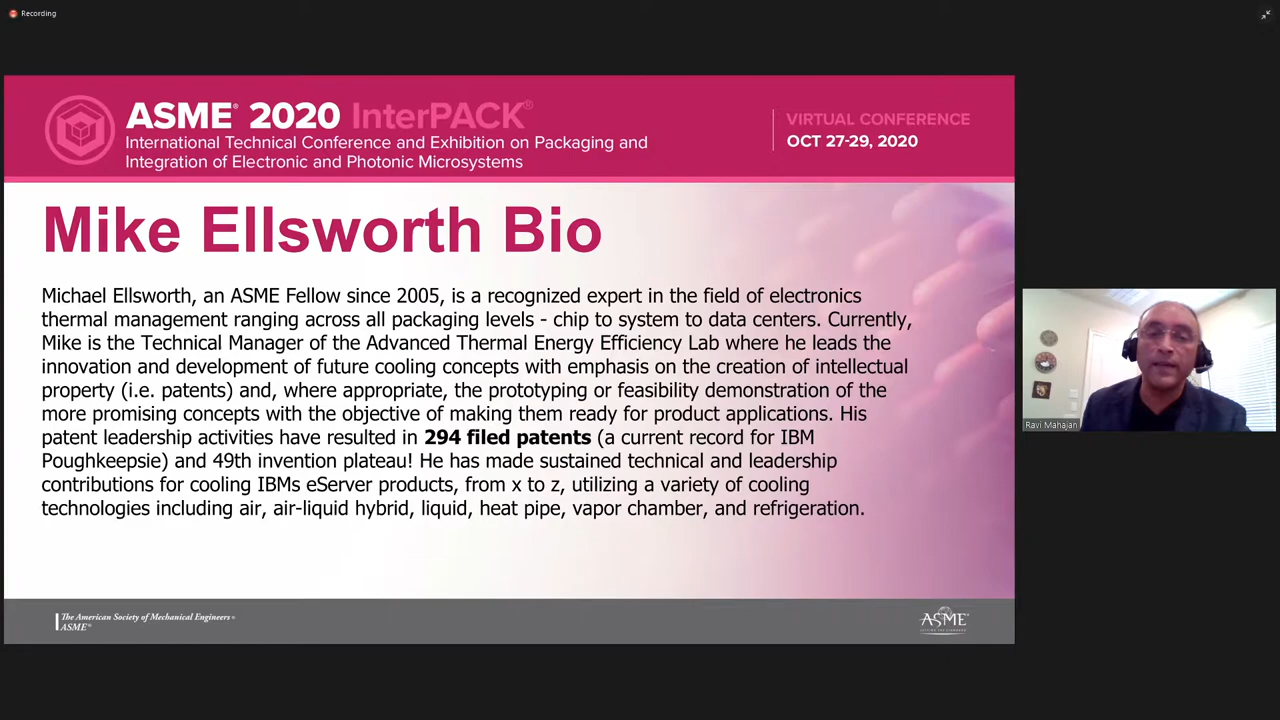 Recording
ASME® 2020 InterPACK®
International Technical Conference and Exhibition on Packaging and
Integration of Electronic and Photonic Microsystems
VIRTUAL CONFERENCE
OCT 27-29, 2020
Mike Ellsworth Bio
Michael Ellsworth, an ASME Fellow since 2005, is a recognized expert in the field of electronics
thermal management ranging across all packaging levels - chip to system to data centers. Currently,
Mike is the Technical Manager of the Advanced Thermal Energy Efficiency Lab where he leads the
innovation and development of future cooling concepts with emphasis on the creation of intellectual
property (i.e. patents) and, where appropriate, the prototyping or feasibility demonstration of the
more promising concepts with the objective of making them ready for product applications. His
patent leadership activities have resulted in 294 filed patents (a current record for IBM
Poughkeepsie) and 49th invention plateau! He has made sustained technical and leadership
contributions for cooling IBMs eServer products, from x to z, utilizing a variety of cooling
technologies including air, air-liquid hybrid, liquid, heat pipe, vapor chamber, and refrigeration.
Ravi Mahajan
The American Society of Mechanical Engineers®
ASME®
ASME
SETTING THE STANDARD